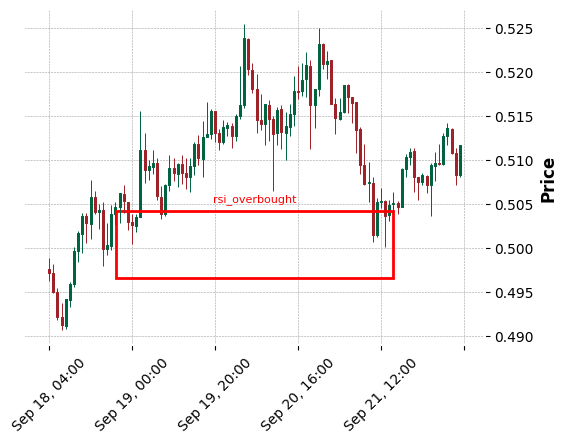 0.525
0.520
0.515
0.510
rsi_overbought
0.505
0.500
0.495
0.490
Price
Sep 18, 04:00
Sep 19, 00:00
Sep 19, 20:00
Sep 20, 16:00
Sep 21, 12:00